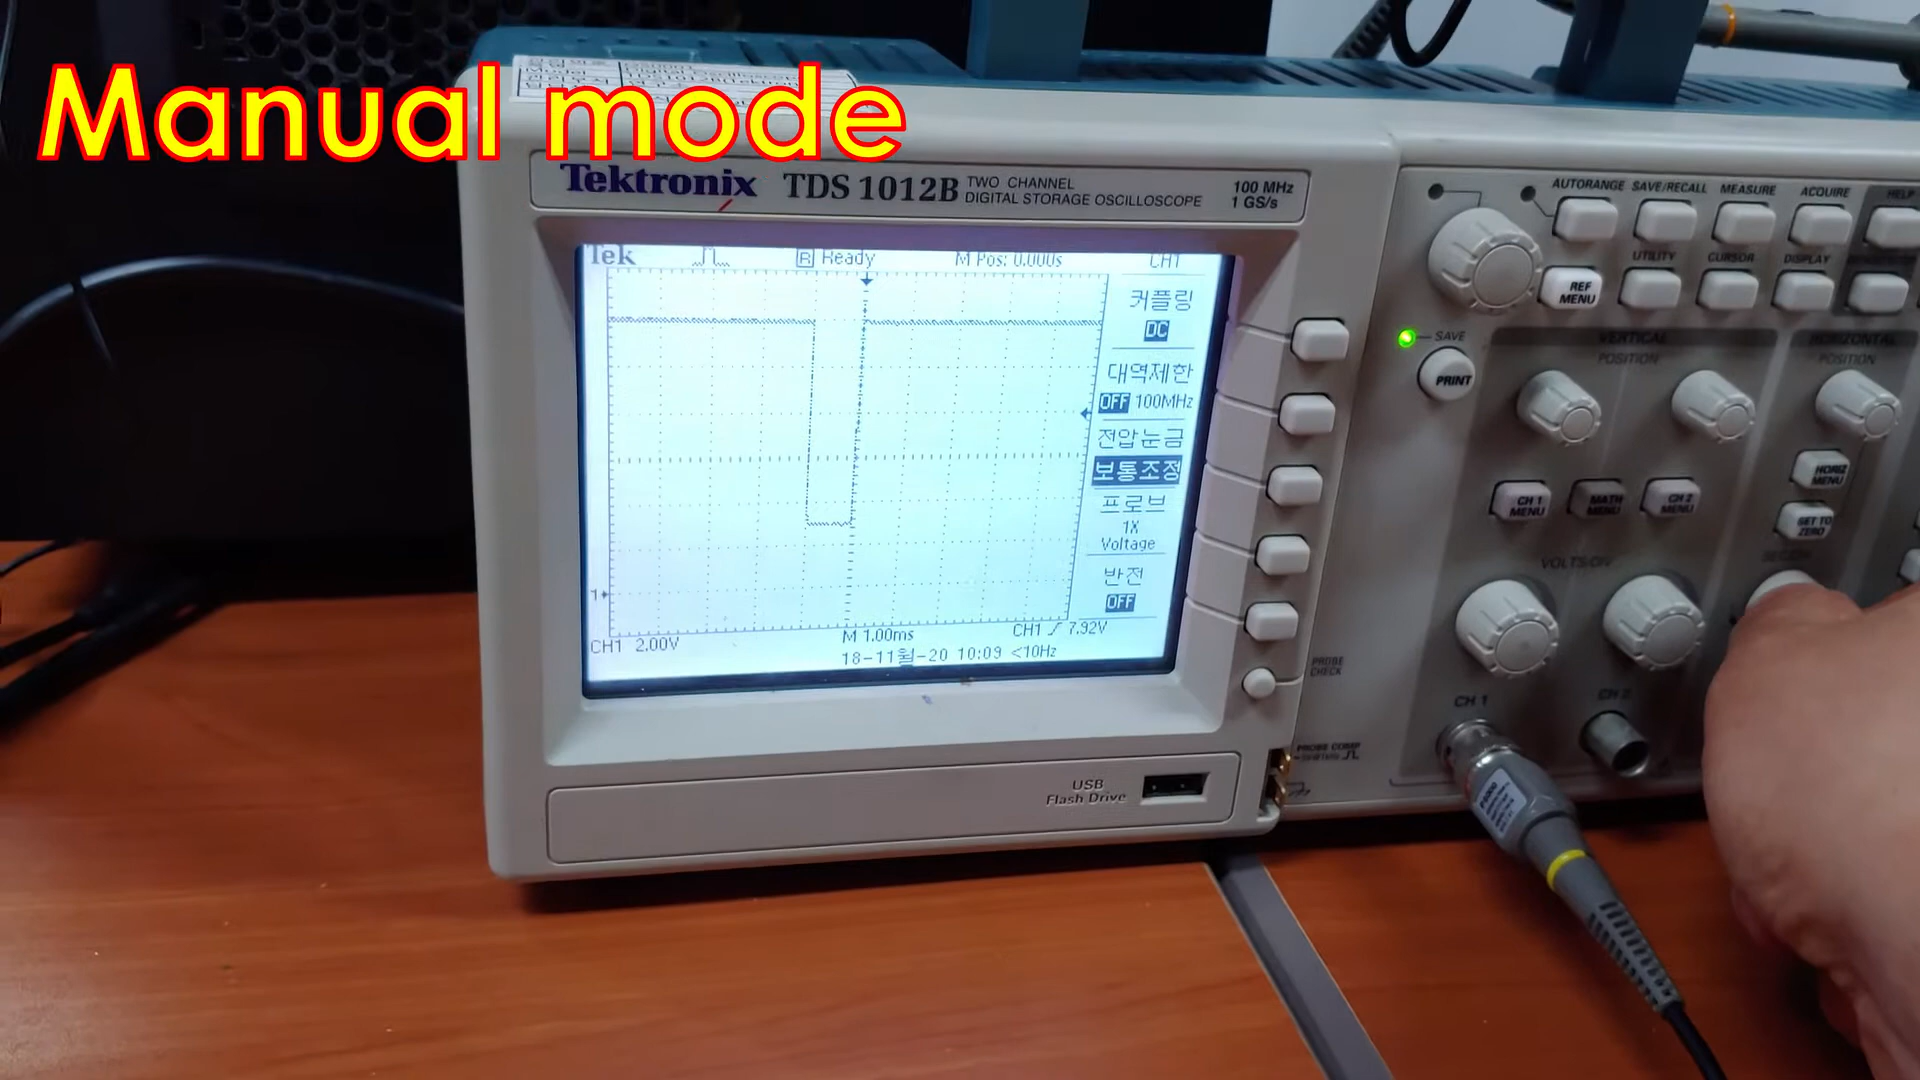 Manual mode
Tektronix TDS 1012B TWO CHANNEL
DIGITAL STORAGE OSCILLOSCOPE
100 MHz
1 GS/s
Tek
R Ready
M Pos: 0.000s
CH1
커플링
DC
대역제한
OFF 100MHz
전압눈금
보통조정
프로브
1X
Voltage
반전
OFF
1
CH1 2.00V
M 1.00ms
CH1 7.92V
18-11월-20 10:09 <10Hz
USB
Flash Drive
AUTORANGE
SAVE/RECALL
MEASURE
ACQUIRE
HELP
REF
MENU
UTILITY
CURSOR
DISPLAY
SAVE
PRINT
VERTICAL
POSITION
HORIZONTAL
POSITION
CH 1
MENU
MATH
MENU
CH 2
MENU
HORIZ
MENU
SET TO
ZERO
VOLTS/DIV
PROBE
CHECK
CH 1
CH 2
PROBE COMP